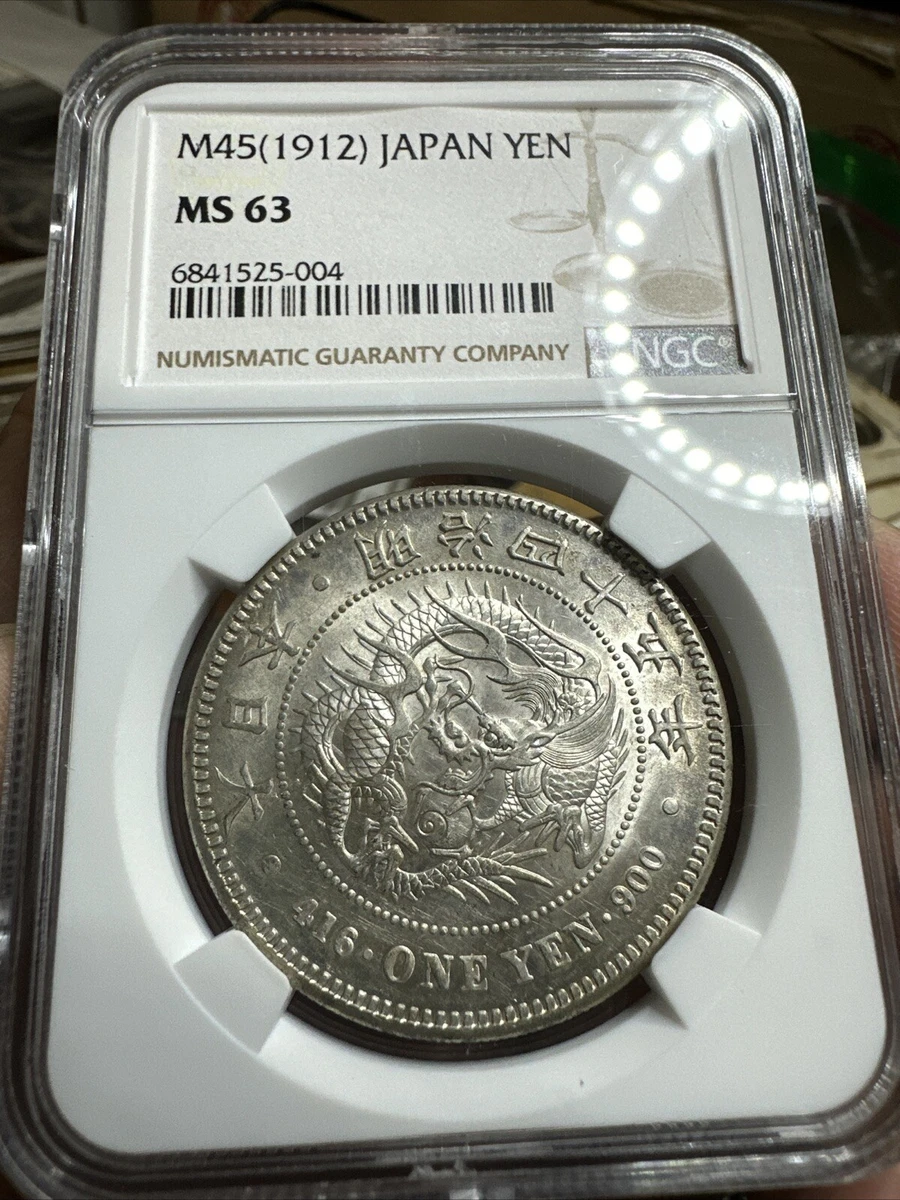 M45(1912) JAPAN YEN
MS 63
6841525-004
NUMISMATIC GUARANTY COMPANY
NGC®
大日本 · 明治四十五年 ·
416 · ONE YEN · 900